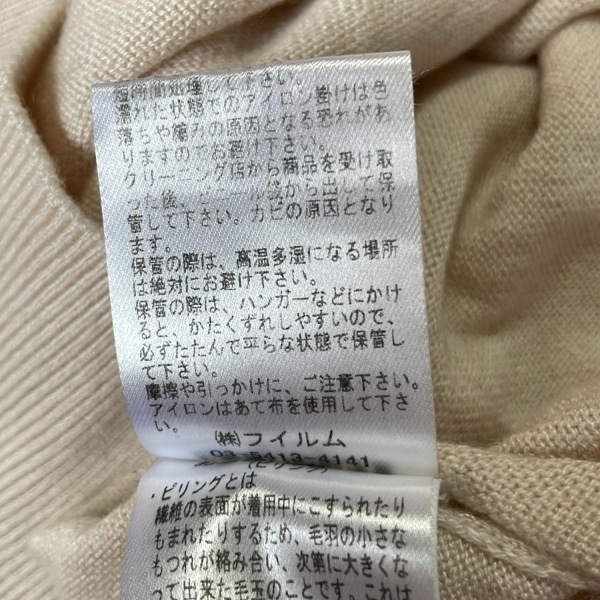 短時間処理して下さい。
濡れた状態でのアイロン掛けは色
落ちや縮みの原因となる恐れがあ
りますのでお避け下さい。
クリーニング店から商品を受け取
った後、ビニール袋から出して保
管して下さい。カビの原因となり
ます。
保管の際は、高温多湿になる場所
は絶対にお避け下さい。
保管の際は、ハンガーなどにかけ
ると、かたくずれしやすいので、
必ずたたんで平らな状態で保管し
て下さい。
摩擦や引っかけに、ご注意下さい。
アイロンはあて布を使用して下さ
い。
㈱フイルム
03-5413-4141
・ピリングとは
繊維の表面が着用中にこすられたり
もまれたりするため、毛羽の小さな
もつれが絡み合い、次第に大きくな
って出来た毛玉のことです。これは